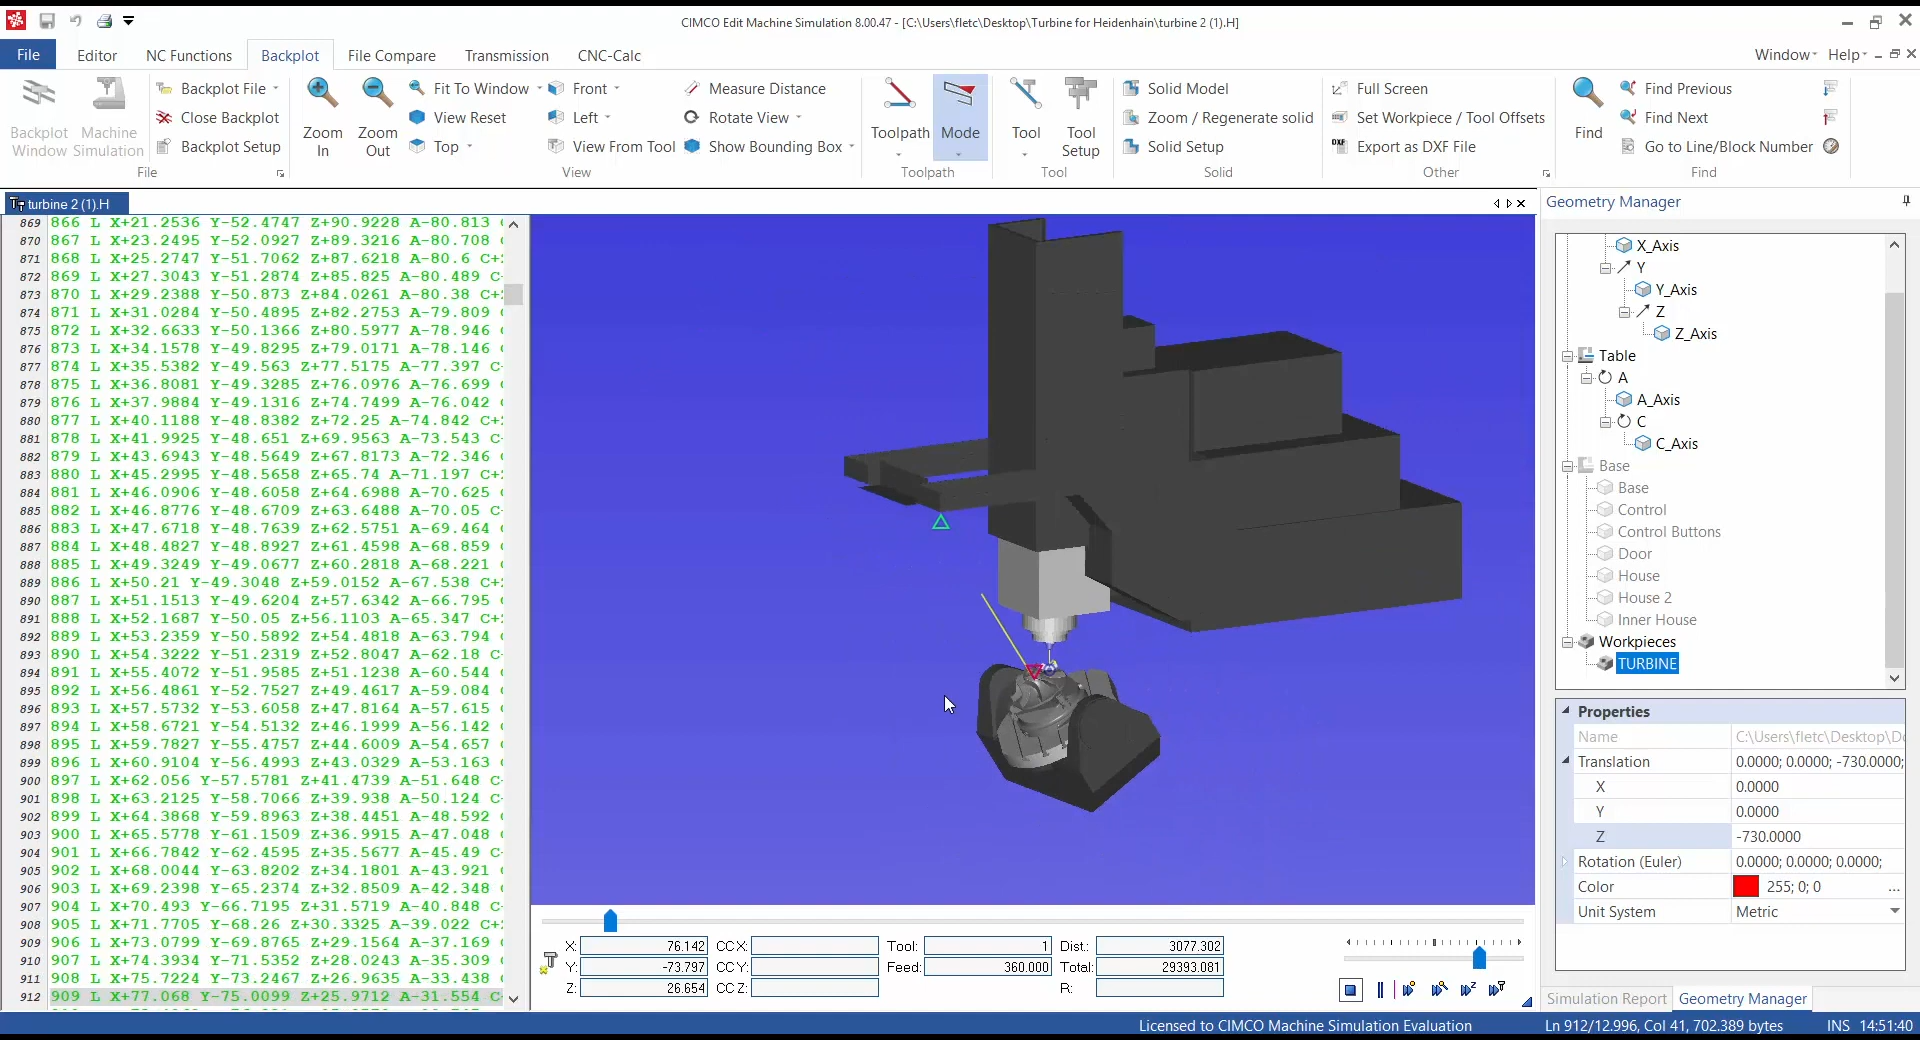 CIMCO Edit Machine Simulation 8.00.47 - [C:\Users\fletc\Desktop\Turbine for Heidenhain\turbine 2 (1).H]
File Editor NC Functions Backplot File Compare Transmission CNC-Calc Window Help
Backplot Window
Machine Simulation
Backplot File
Close Backplot
Backplot Setup
File
Zoom In
Zoom Out
Fit To Window
View Reset
Top
Front
Left
View From Tool
Measure Distance
Rotate View
Show Bounding Box
View
Toolpath
Mode
Toolpath
Tool
Tool Setup
Tool
Solid Model
Zoom / Regenerate solid
Solid Setup
Solid
Full Screen
Set Workpiece / Tool Offsets
DXF Export as DXF File
Other
Find
Find Previous
Find Next
Go to Line/Block Number
Find
turbine 2 (1).H
869 866 L X+21.2536 Y-52.4747 Z+90.9228 A-80.813 C
870 867 L X+23.2495 Y-52.0927 Z+89.3216 A-80.708 C
871 868 L X+25.2747 Y-51.7062 Z+87.6218 A-80.6 C+
872 869 L X+27.3043 Y-51.2874 Z+85.825 A-80.489 C
873 870 L X+29.2388 Y-50.873 Z+84.0261 A-80.38 C+
874 871 L X+31.0284 Y-50.4895 Z+82.2753 A-79.809 C
875 872 L X+32.6633 Y-50.1366 Z+80.5977 A-78.946 C
876 873 L X+34.1578 Y-49.8295 Z+79.0171 A-78.146
877 874 L X+35.5382 Y-49.563 Z+77.5175 A-77.397 C
878 875 L X+36.8081 Y-49.3285 Z+76.0976 A-76.699
879 876 L X+37.9884 Y-49.1316 Z+74.7499 A-76.042
880 877 L X+40.1188 Y-48.8382 Z+72.25 A-74.842 C
881 878 L X+41.9925 Y-48.651 Z+69.9563 A-73.543 C
882 879 L X+43.6943 Y-48.5649 Z+67.8173 A-72.346
883 880 L X+45.2995 Y-48.5658 Z+65.74 A-71.197 C
884 881 L X+46.0906 Y-48.6058 Z+64.6988 A-70.625
885 882 L X+46.8776 Y-48.6709 Z+63.6488 A-70.05 C
886 883 L X+47.6718 Y-48.7639 Z+62.5751 A-69.464
887 884 L X+48.4827 Y-48.8927 Z+61.4598 A-68.859
888 885 L X+49.3249 Y-49.0677 Z+60.2818 A-68.221
889 886 L X+50.21 Y-49.3048 Z+59.0152 A-67.538 C+
890 887 L X+51.1513 Y-49.6204 Z+57.6342 A-66.795
891 888 L X+52.1687 Y-50.05 Z+56.1103 A-65.347 C
892 889 L X+53.2359 Y-50.5892 Z+54.4818 A-63.794
893 890 L X+54.3222 Y-51.2319 Z+52.8047 A-62.18 C
894 891 L X+55.4072 Y-51.9585 Z+51.1238 A-60.544
895 892 L X+56.4861 Y-52.7527 Z+49.4617 A-59.084
896 893 L X+57.5732 Y-53.6058 Z+47.8164 A-57.615
897 894 L X+58.6721 Y-54.5132 Z+46.1999 A-56.142
898 895 L X+59.7827 Y-55.4757 Z+44.6009 A-54.657
899 896 L X+60.9104 Y-56.4993 Z+43.0329 A-53.163
900 897 L X+62.056 Y-57.5781 Z+41.4739 A-51.648 C
901 898 L X+63.2125 Y-58.7066 Z+39.938 A-50.124 C
902 899 L X+64.3868 Y-59.8963 Z+38.4451 A-48.592
903 900 L X+65.5778 Y-61.1509 Z+36.9915 A-47.048
904 901 L X+66.7842 Y-62.4595 Z+35.5677 A-45.49 C
905 902 L X+68.0044 Y-63.8202 Z+34.1801 A-43.921
906 903 L X+69.2398 Y-65.2374 Z+32.8509 A-42.348
907 904 L X+70.493 Y-66.7195 Z+31.5719 A-40.848 C
908 905 L X+71.7705 Y-68.26 Z+30.3325 A-39.022 C+
909 906 L X+73.0799 Y-69.8765 Z+29.1564 A-37.169
910 907 L X+74.3934 Y-71.5352 Z+28.0243 A-35.309
911 908 L X+75.7224 Y-73.2467 Z+26.9635 A-33.438
912 909 L X+77.068 Y-75.0099 Z+25.9712 A-31.554 C
X: 76.142 CC X: Tool: 1 Dist.: 3077.302
Y: -73.797 CC Y: Feed: 360.000 Total: 29393.081
Z: 26.654 CC Z: R:
Geometry Manager
X_Axis
Y
Y_Axis
Z
Z_Axis
Table
A
A_Axis
C
C_Axis
Base
Base
Control
Control Buttons
Door
House
House 2
Inner House
Workpieces
TURBINE
Properties
Name C:\Users\fletc\Desktop\D
Translation 0.0000; 0.0000; -730.0000;
X 0.0000
Y 0.0000
Z -730.0000
Rotation (Euler) 0.0000; 0.0000; 0.0000;
Color 255; 0; 0 ...
Unit System Metric
Simulation Report Geometry Manager
Licensed to CIMCO Machine Simulation Evaluation Ln 912/12.996, Col 41, 702.389 bytes INS 14:51:40